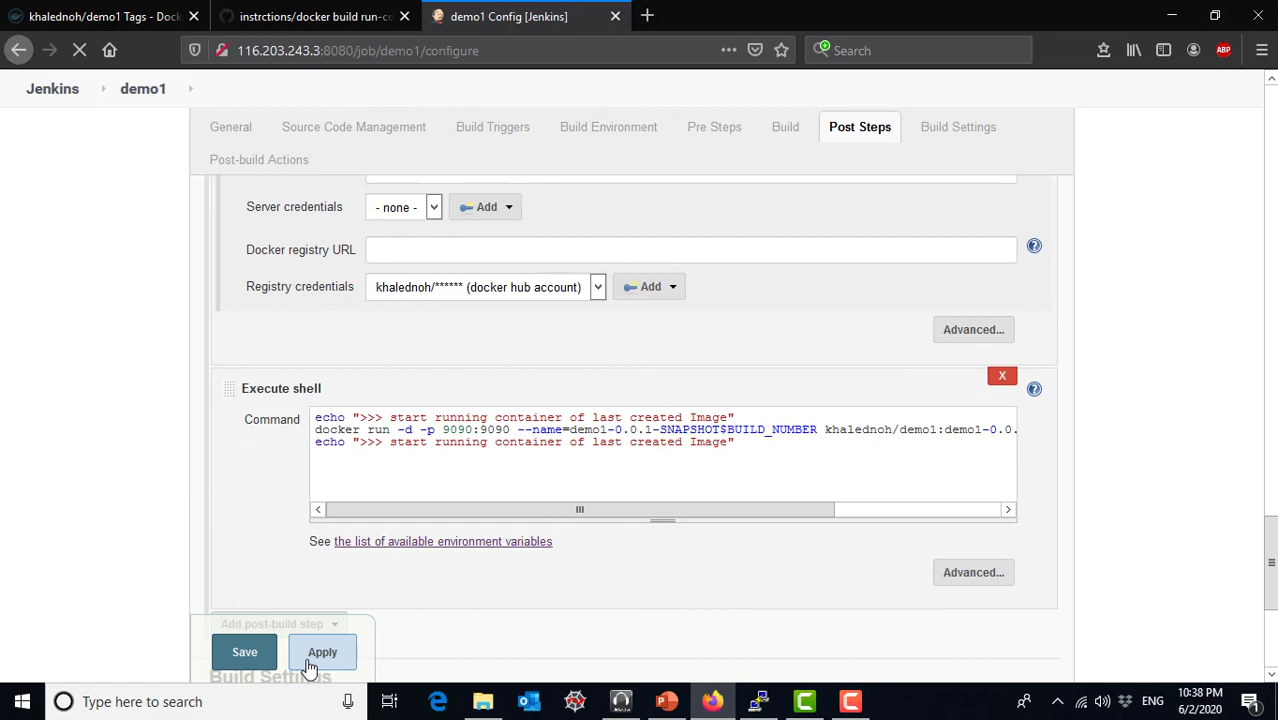 khalednoh/demo1 Tags - Docke
instrctions/docker build run-co
demo1 Config [Jenkins]
116.203.243.3:8080/job/demo1/configure
Search
ABP
Jenkins
demo1
General
Source Code Management
Build Triggers
Build Environment
Pre Steps
Build
Post Steps
Build Settings
Post-build Actions
Server credentials
- none -
Add
Docker registry URL
Registry credentials
khalednoh/****** (docker hub account)
Add
Advanced...
Execute shell
X
Command
echo ">>> start running container of last created Image"
docker run -d -p 9090:9090 --name=demo1-0.0.1-SNAPSHOT$BUILD_NUMBER khalednoh/demo1:demo1-0.0.
echo ">>> start running container of last created Image"
See the list of available environment variables
Advanced...
Add post-build step
Save
Apply
Build Settings
Type here to search
ENG
10:38 PM
6/2/2020